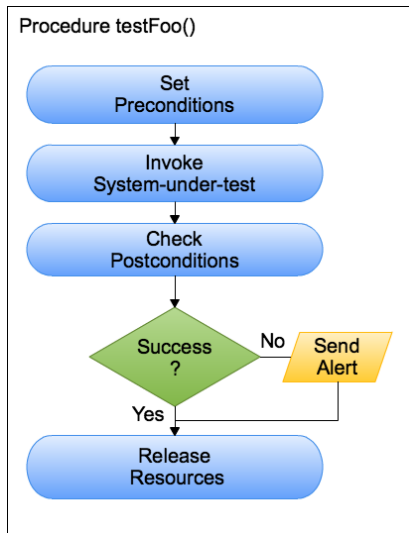 Procedure testFoo()
Set
Preconditions
Invoke
System-under-test
Check
Postconditions
Success
?
No
Send
Alert
Yes
Release
Resources